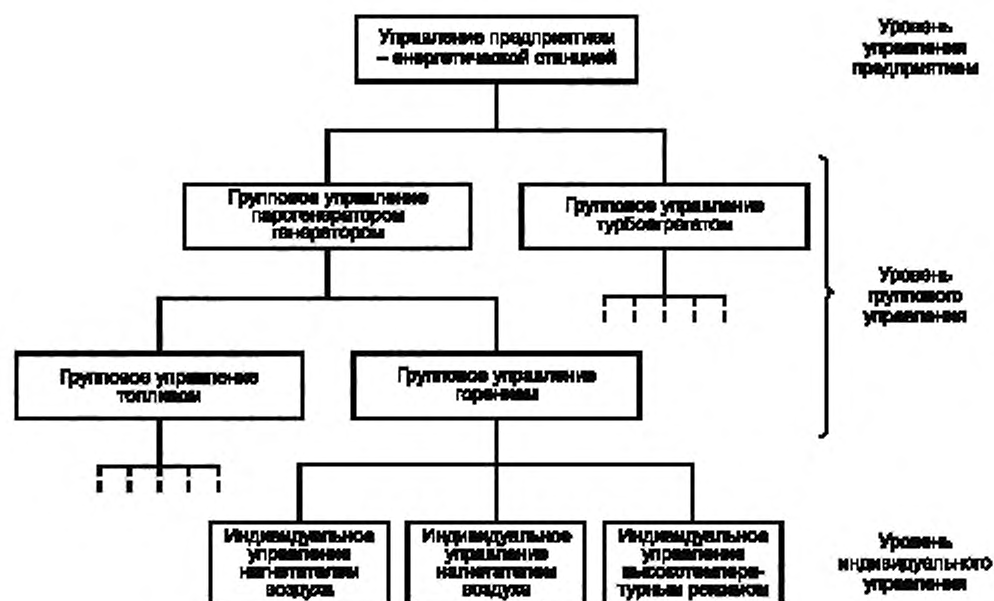 Управление предприятием
– енергетической станцией
Уровень
управления
предприятием
Групповое управление
парогенератором
генератором
Групповое управление
турбоагрегатом
Уровень
группового
управления
Групповое управление
топливом
Групповое управление
горением
Индивидуальное
управление
нагнетателем
воздуха
Индивидуальное
управление
нагнетателем
воздуха
Индивидуальное
управление
высокотемпера-
турным режимом
Уровень
индивидуального
управления